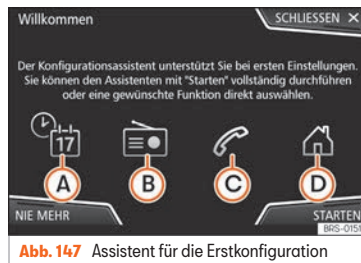 Willkommen
SCHLIESSEN ×
Der Konfigurationsassistent unterstützt Sie bei ersten Einstellungen.
Sie können den Assistenten mit "Starten" vollständig durchführen
oder eine gewünschte Funktion direkt auswählen.
17
A B C D
NIE MEHR STARTEN
BRS-0151
Abb. 147 Assistent für die Erstkonfiguration